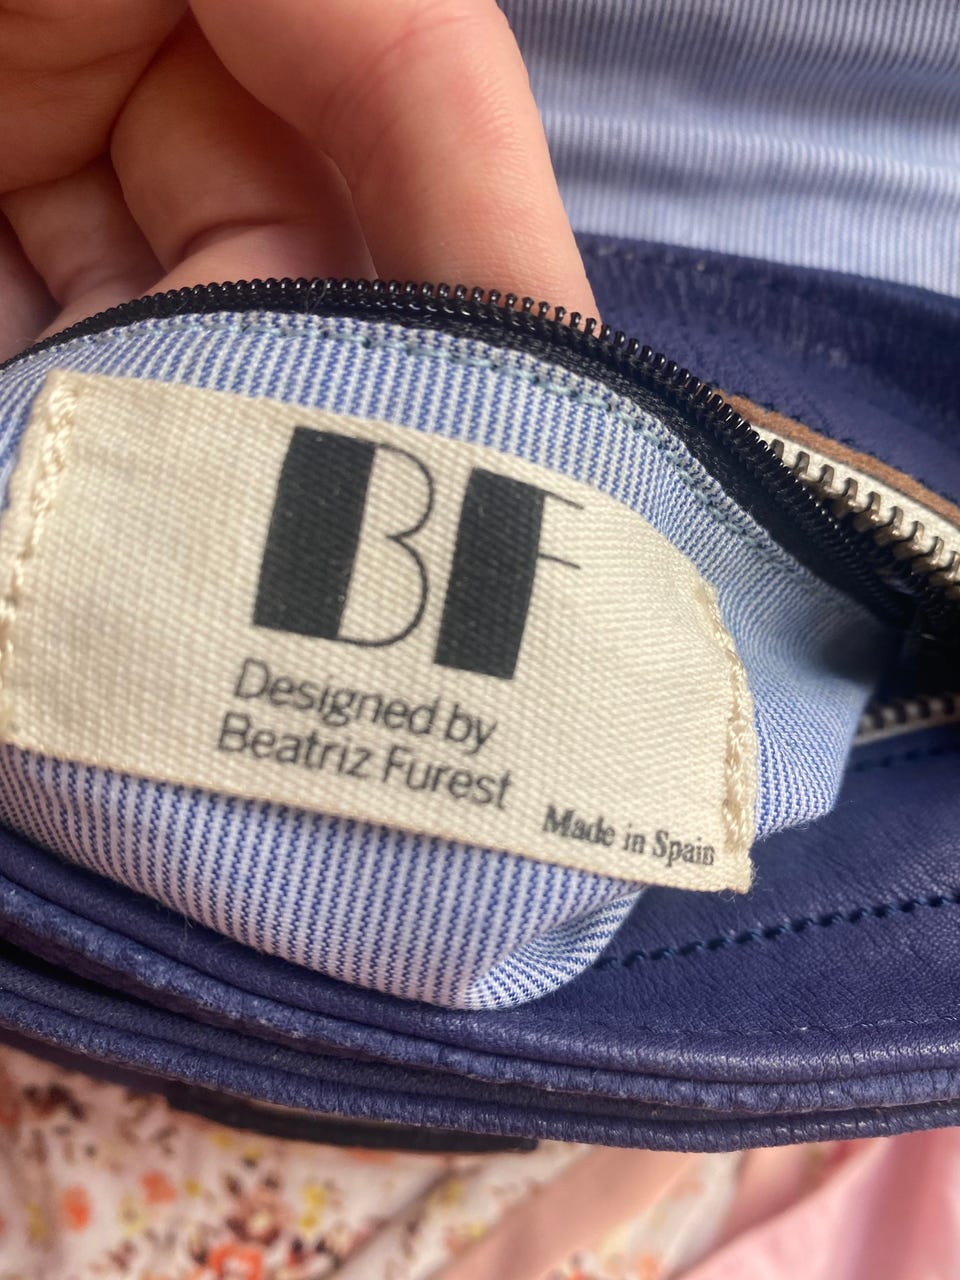 BF
Designed by
Beatriz Furest
Made in Spain